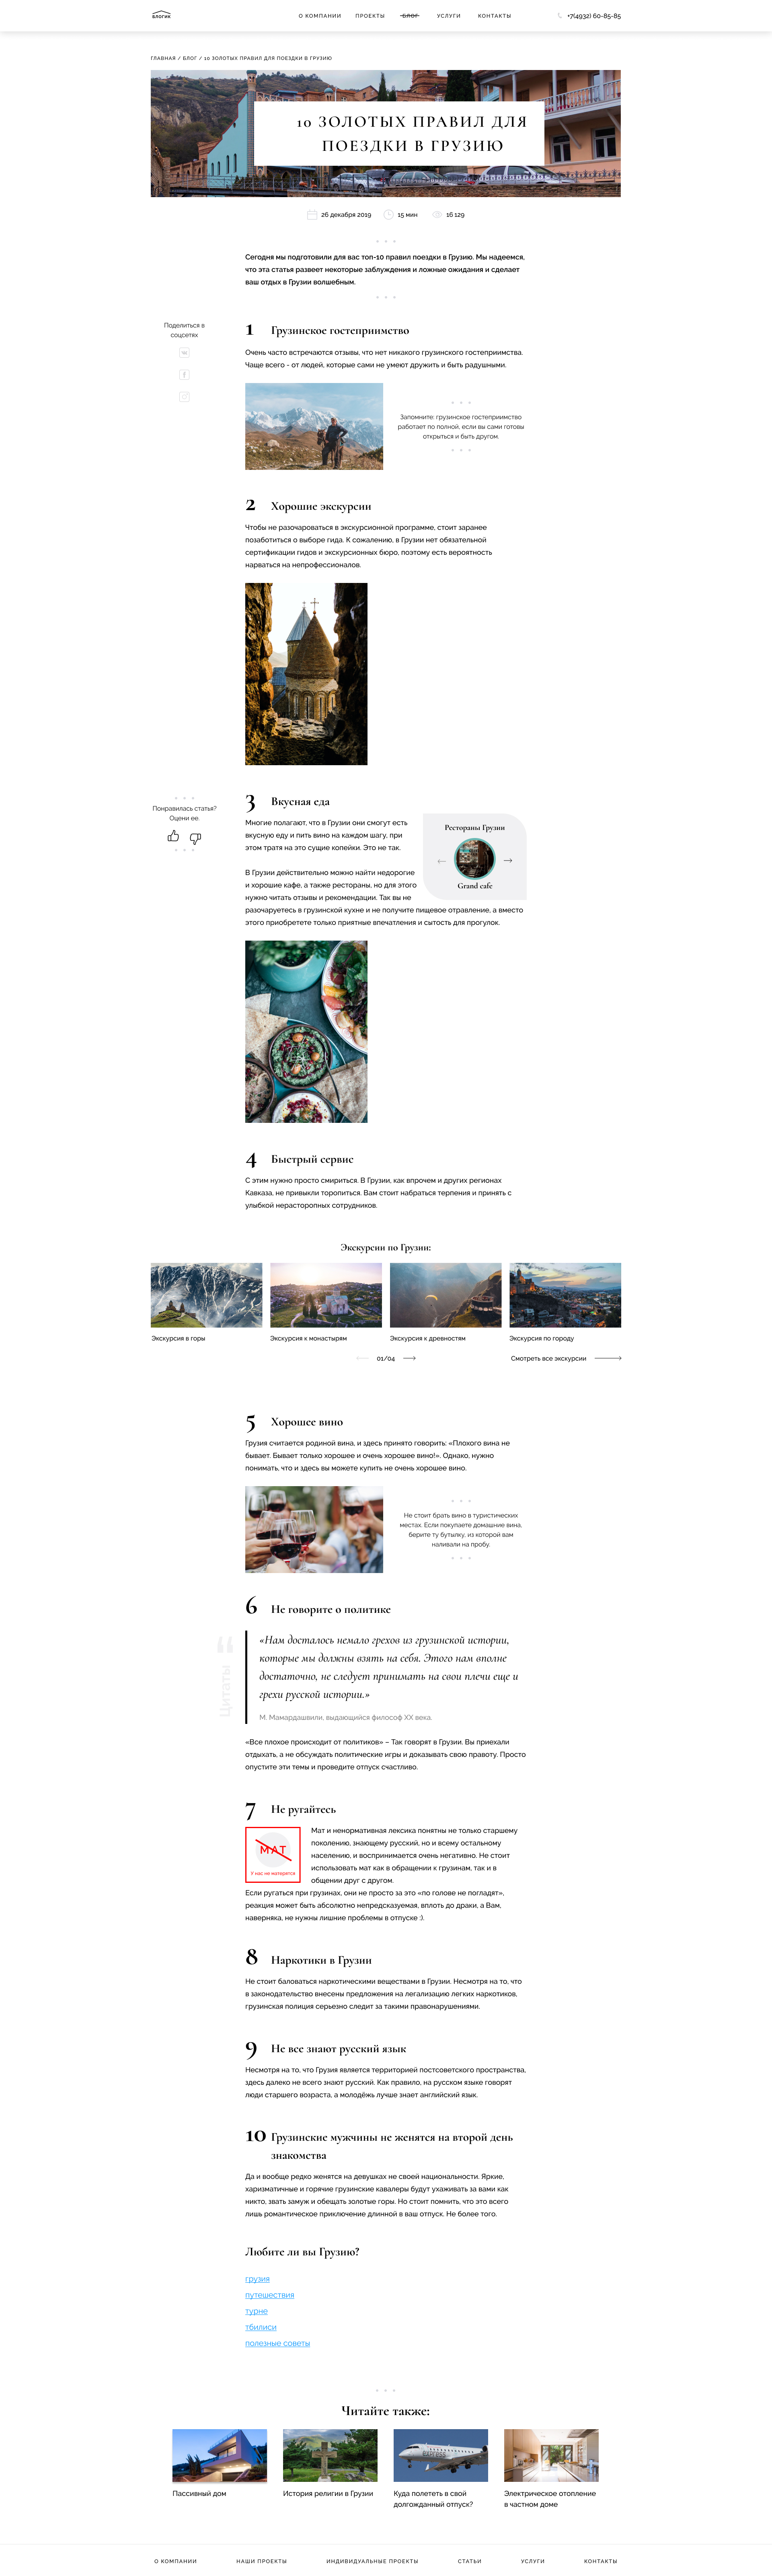 БЛОГИК
О КОМПАНИИ ПРОЕКТЫ БЛОГ УСЛУГИ КОНТАКТЫ
+7(4932) 60-85-85
ГЛАВНАЯ / БЛОГ / 10 ЗОЛОТЫХ ПРАВИЛ ДЛЯ ПОЕЗДКИ В ГРУЗИЮ
10 ЗОЛОТЫХ ПРАВИЛ ДЛЯ
ПОЕЗДКИ В ГРУЗИЮ
26 декабря 2019 15 мин 16 129
Сегодня мы подготовили для вас топ-10 правил поездки в Грузию. Мы надеемся,
что эта статья развеет некоторые заблуждения и ложные ожидания и сделает
ваш отдых в Грузии волшебным.
Поделиться в
соцсетях
1 Грузинское гостеприимство
Очень часто встречаются отзывы, что нет никакого грузинского гостеприимства.
Чаще всего - от людей, которые сами не умеют дружить и быть радушными.
Запомните: грузинское гостеприимство
работает по полной, если вы сами готовы
открыться и быть другом.
2 Хорошие экскурсии
Чтобы не разочароваться в экскурсионной программе, стоит заранее
позаботиться о выборе гида. К сожалению, в Грузии нет обязательной
сертификации гидов и экскурсионных бюро, поэтому есть вероятность
нарваться на непрофессионалов.
Понравилась статья?
Оцени ее.
3 Вкусная еда
Многие полагают, что в Грузии они смогут есть
вкусную еду и пить вино на каждом шагу, при
этом тратя на это сущие копейки. Это не так.
В Грузии действительно можно найти недорогие
и хорошие кафе, а также рестораны, но для этого
нужно читать отзывы и рекомендации. Так вы не
разочаруетесь в грузинской кухне и не получите пищевое отравление, а вместо
этого приобретете только приятные впечатления и сытость для прогулок.
Рестораны Грузии
Grand cafe
4 Быстрый сервис
С этим нужно просто смириться. В Грузии, как впрочем и других регионах
Кавказа, не привыкли торопиться. Вам стоит набраться терпения и принять с
улыбкой нерасторопных сотрудников.
Экскурсии по Грузии:
Экскурсия в горы Экскурсия к монастырям Экскурсия к древностям Экскурсия по городу
01/04 Смотреть все экскурсии
5 Хорошее вино
Грузия считается родиной вина, и здесь принято говорить: «Плохого вина не
бывает. Бывает только хорошее и очень хорошее вино!». Однако, нужно
понимать, что и здесь вы можете купить не очень хорошее вино.
Не стоит брать вино в туристических
местах. Если покупаете домашние вина,
берите ту бутылку, из которой вам
наливали на пробу.
6 Не говорите о политике
“
Цитаты
«Нам досталось немало грехов из грузинской истории,
которые мы должны взять на себя. Этого нам вполне
достаточно, не следует принимать на свои плечи еще и
грехи русской истории.»
М. Мамардашвили, выдающийся философ XX века.
«Все плохое происходит от политиков» – Так говорят в Грузии. Вы приехали
отдыхать, а не обсуждать политические игры и доказывать свою правоту. Просто
опустите эти темы и проведите отпуск счастливо.
7 Не ругайтесь
МАТ
У нас не матерятся.
Мат и ненормативная лексика понятны не только старшему
поколению, знающему русский, но и всему остальному
населению, и воспринимается очень негативно. Не стоит
использовать мат как в обращении к грузинам, так и в
общении друг с другом.
Если ругаться при грузинах, они не просто за это «по голове не погладят»,
реакция может быть абсолютно непредсказуемая, вплоть до драки, а Вам,
наверняка, не нужны лишние проблемы в отпуске :).
8 Наркотики в Грузии
Не стоит баловаться наркотическими веществами в Грузии. Несмотря на то, что
в законодательство внесены предложения на легализацию легких наркотиков,
грузинская полиция серьезно следит за такими правонарушениями.
9 Не все знают русский язык
Несмотря на то, что Грузия является территорией постсоветского пространства,
здесь далеко не всего знают русский. Как правило, на русском языке говорят
люди старшего возраста, а молодёжь лучше знает английский язык.
10 Грузинские мужчины не женятся на второй день
знакомства
Да и вообще редко женятся на девушках не своей национальности. Яркие,
харизматичные и горячие грузинские кавалеры будут ухаживать за вами как
никто, звать замуж и обещать золотые горы. Но стоит помнить, что это всего
лишь романтическое приключение длинной в ваш отпуск. Не более того.
Любите ли вы Грузию?
грузия
путешествия
турне
тбилиси
полезные советы
Читайте также:
Пассивный дом История религии в Грузии Куда полететь в свой Электрическое отопление
долгожданный отпуск? в частном доме
О КОМПАНИИ НАШИ ПРОЕКТЫ ИНДИВИДУАЛЬНЫЕ ПРОЕКТЫ СТАТЬИ УСЛУГИ КОНТАКТЫ